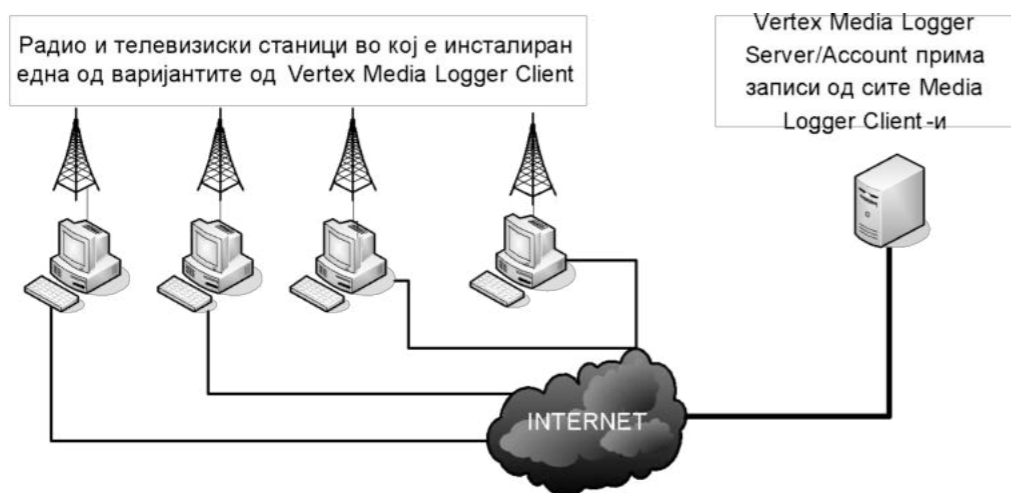 Радио и телевизиски станици во кој е инсталиран
една од варијантите од Vertex Media Logger Client
Vertex Media Logger
Server/Account прима
записи од сите Media
Logger Client-и
INTERNET